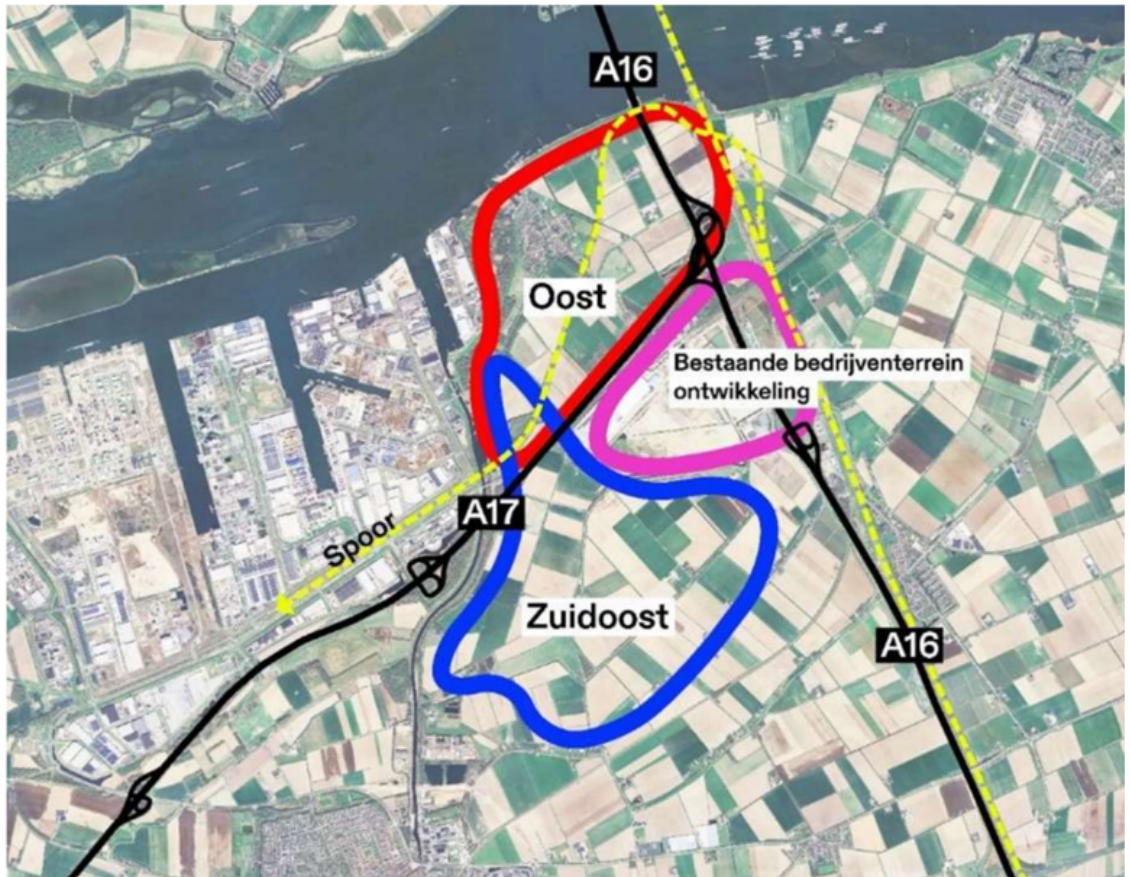 A16
Oost
Bestaande bedrijventerrein
ontwikkeling
A17
Spoor
Zuidoost
A16